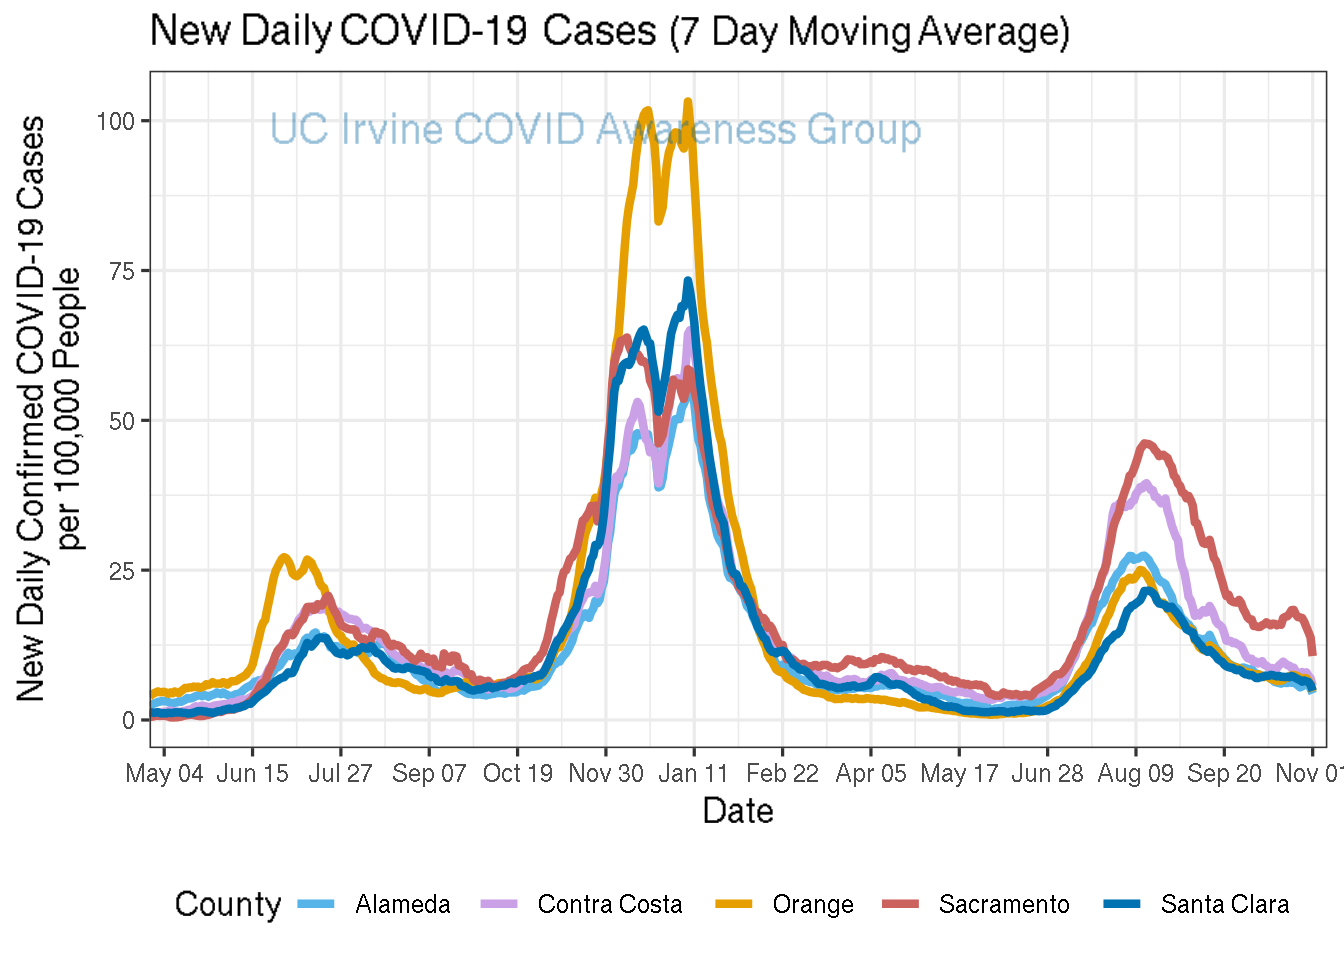 New Daily COVID-19 Cases (7 Day Moving Average)
UC Irvine COVID Awareness Group
New Daily Confirmed COVID-19 Cases
per 100,000 People
100
75
50
25
0
May 04 Jun 15 Jul 27 Sep 07 Oct 19 Nov 30 Jan 11 Feb 22 Apr 05 May 17 Jun 28 Aug 09 Sep 20 Nov 01
Date
County Alameda Contra Costa Orange Sacramento Santa Clara